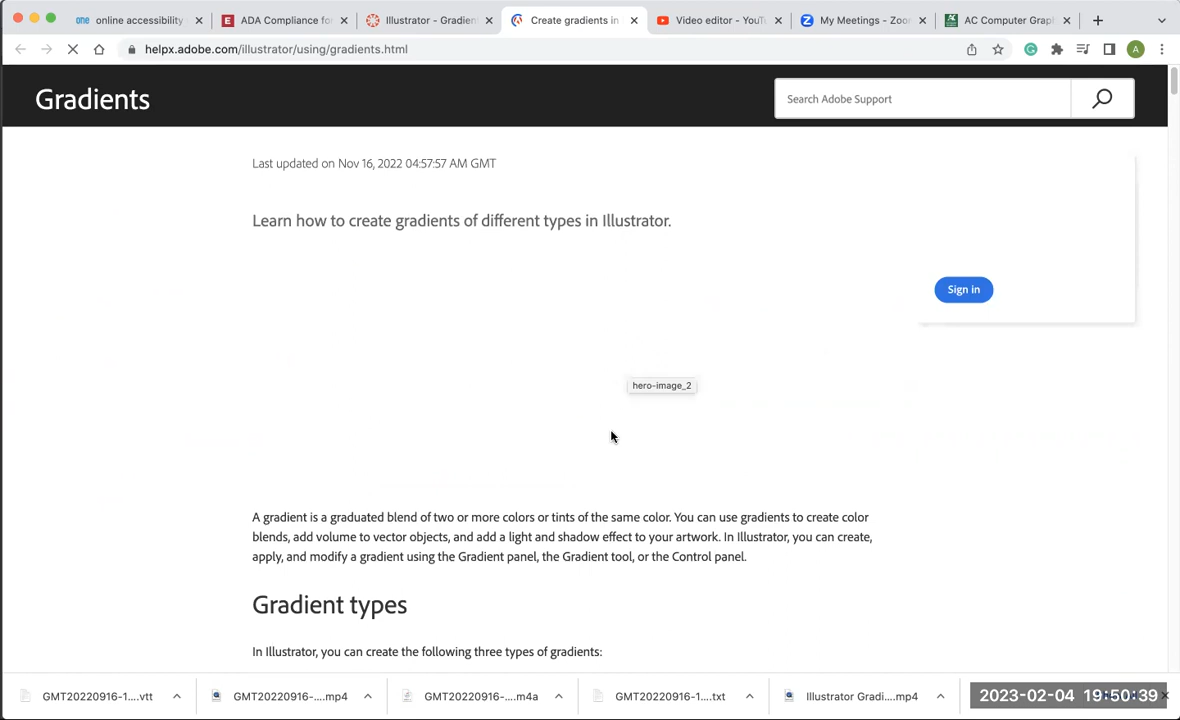 online accessibility
ADA Compliance fo
Illustrator - Gradien
Create gradients in
Video editor - YouTu
My Meetings - Zoo
AC Computer Grap
helpx.adobe.com/illustrator/using/gradients.html
A
Gradients
Search Adobe Support
Last updated on Nov 16, 2022 04:57:57 AM GMT
Learn how to create gradients of different types in Illustrator.
Sign in
hero-image_2
A gradient is a graduated blend of two or more colors or tints of the same color. You can use gradients to create color
blends, add volume to vector objects, and add a light and shadow effect to your artwork. In Illustrator, you can create,
apply, and modify a gradient using the Gradient panel, the Gradient tool, or the Control panel.
Gradient types
In Illustrator, you can create the following three types of gradients:
GMT20220916-1....vtt
GMT20220916-....mp4
GMT20220916-....m4a
GMT20220916-1....txt
Illustrator Gradi....mp4
2023-02-04 19:50:39